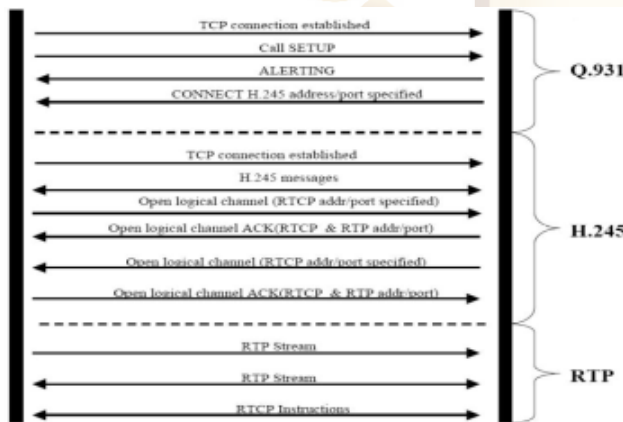 TCP connection established
Call SETUP
ALERTING
CONNECT H.245 address/port specified
Q.931
TCP connection established
H.245 messages
Open logical channel (RTCP addr/port specified)
Open logical channel ACK(RTCP & RTP addr/port)
Open logical channel (RTCP addr/port specified)
Open logical channel ACK(RTCP & RTP addr/port)
H.245
RTP Stream
RTP Stream
RTCP Instructions
RTP